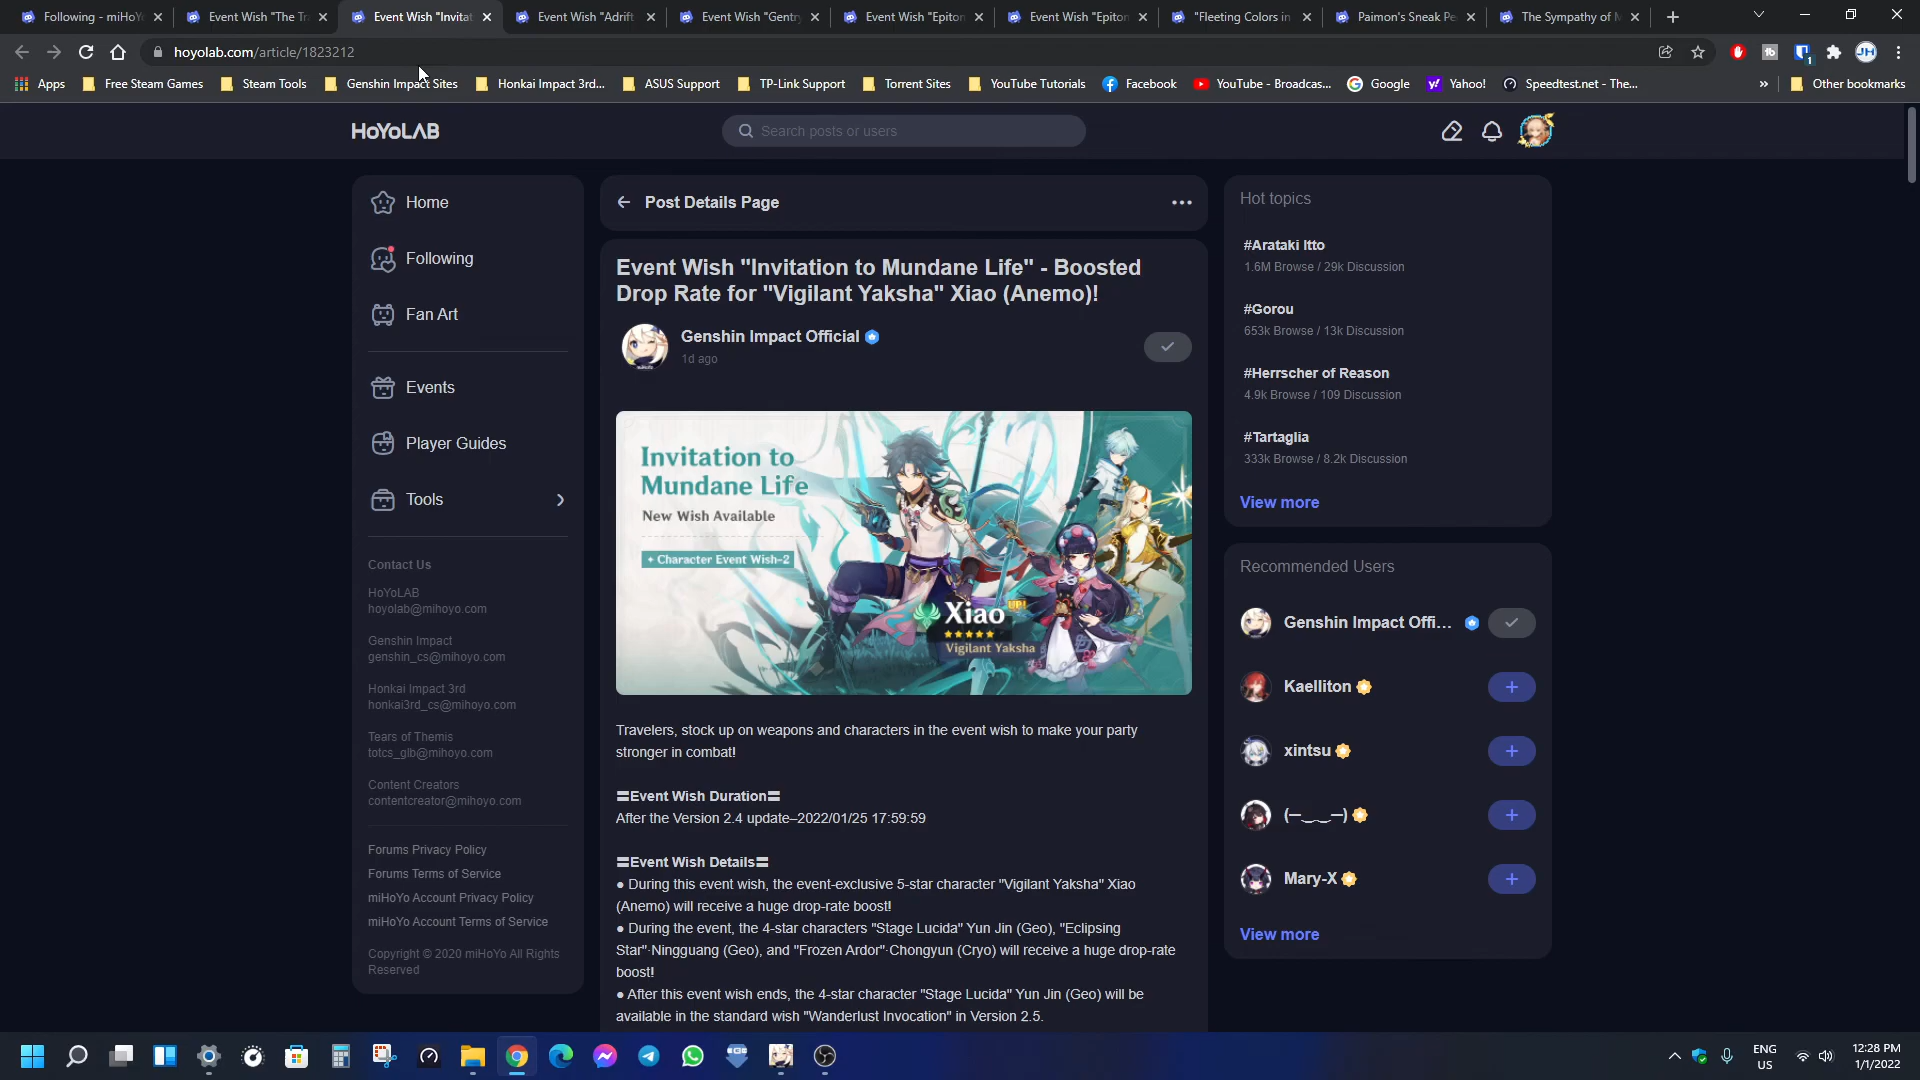 Following - miHoY
Event Wish "The Tr
Event Wish "Invitat
Event Wish "Adrift
Event Wish "Gentry
Event Wish "Epiton
Event Wish "Epiton
"Fleeting Colors in
Paimon's Sneak Pe
The Sympathy of M
hoyolab.com/article/1823212
Apps
Free Steam Games
Steam Tools
Genshin Impact Sites
Honkai Impact 3rd...
ASUS Support
TP-Link Support
Torrent Sites
YouTube Tutorials
Facebook
YouTube - Broadcas...
Google
Yahoo!
Speedtest.net - The...
»
Other bookmarks
HoYoLAB
Search posts or users
Home
Following
Fan Art
Events
Player Guides
Tools
Contact Us
HoYoLAB
hoyolab@mihoyo.com
Genshin Impact
genshin_cs@mihoyo.com
Honkai Impact 3rd
honkai3rd_cs@mihoyo.com
Tears of Themis
totcs_glb@mihoyo.com
Content Creators
contentcreator@mihoyo.com
Forums Privacy Policy
Forums Terms of Service
miHoYo Account Privacy Policy
miHoYo Account Terms of Service
Copyright © 2020 miHoYo All Rights
Reserved
Post Details Page
Event Wish "Invitation to Mundane Life" - Boosted
Drop Rate for "Vigilant Yaksha" Xiao (Anemo)!
Genshin Impact Official
1d ago
Invitation to
Mundane Life
New Wish Available
+ Character Event Wish-2
Xiao UP!
Vigilant Yaksha
Travelers, stock up on weapons and characters in the event wish to make your party
stronger in combat!
〓Event Wish Duration〓
After the Version 2.4 update–2022/01/25 17:59:59
〓Event Wish Details〓
● During this event wish, the event-exclusive 5-star character "Vigilant Yaksha" Xiao
(Anemo) will receive a huge drop-rate boost!
● During the event, the 4-star characters "Stage Lucida" Yun Jin (Geo), "Eclipsing
Star"·Ningguang (Geo), and "Frozen Ardor"·Chongyun (Cryo) will receive a huge drop-rate
boost!
● After this event wish ends, the 4-star character "Stage Lucida" Yun Jin (Geo) will be
available in the standard wish "Wanderlust Invocation" in Version 2.5.
Hot topics
#Arataki Itto
1.6M Browse / 29k Discussion
#Gorou
653k Browse / 13k Discussion
#Herrscher of Reason
4.9k Browse / 109 Discussion
#Tartaglia
333k Browse / 8.2k Discussion
View more
Recommended Users
Genshin Impact Offi...
Kaelliton
xintsu
(—__—)
Mary-X
View more
ENG
US
12:28 PM
1/1/2022